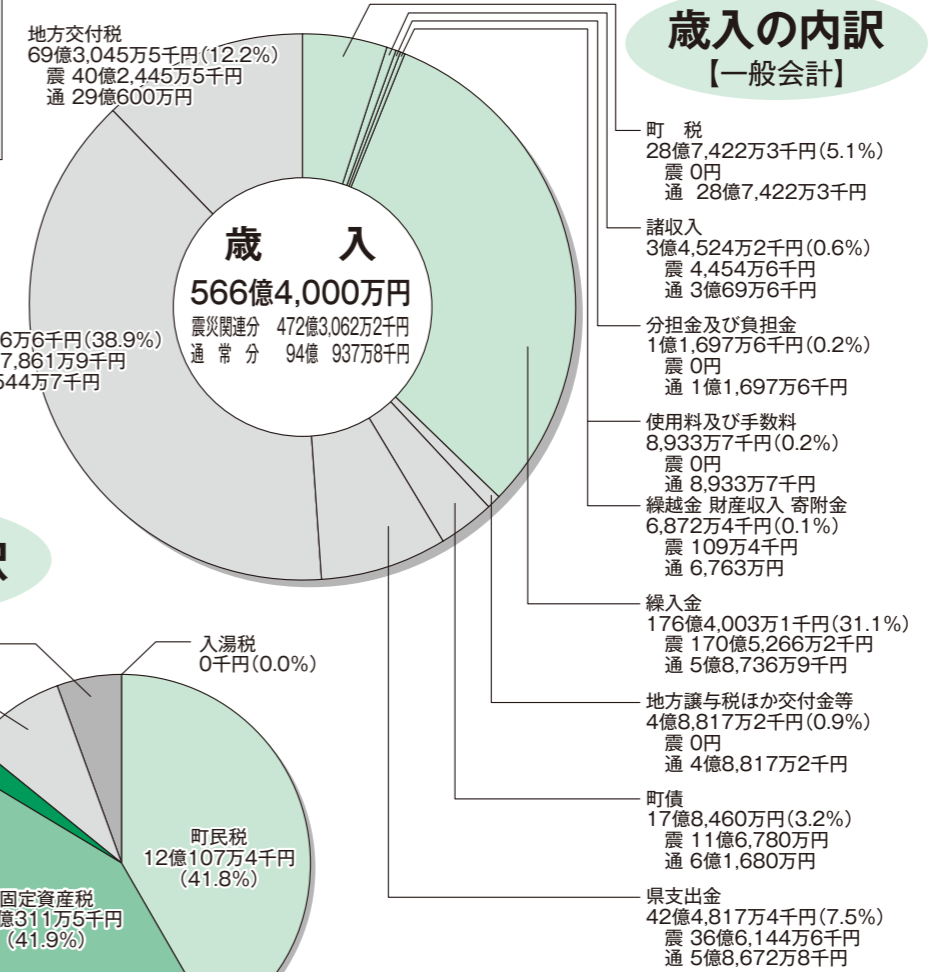 歳入の内訳
【一般会計】
地方交付税
69億3,045万5千円(12.2%)
震 40億2,445万5千円
通 29億600万円
歳 入
566億4,000万円
震災関連分 472億3,062万2千円
通 常 分 94億 937万8千円
6万6千円(38.9%)
7,861万9千円
544万7千円
町 税
28億7,422万3千円(5.1%)
震 0円
通 28億7,422万3千円
諸収入
3億4,524万2千円(0.6%)
震 4,454万6千円
通 3億69万6千円
分担金及び負担金
1億1,697万6千円(0.2%)
震 0円
通 1億1,697万6千円
使用料及び手数料
8,933万7千円(0.2%)
震 0円
通 8,933万7千円
繰越金 財産収入 寄附金
6,872万4千円(0.1%)
震 109万4千円
通 6,763万円
繰入金
176億4,003万1千円(31.1%)
震 170億5,266万2千円
通 5億8,736万9千円
地方譲与税ほか交付金等
4億8,817万2千円(0.9%)
震 0円
通 4億8,817万2千円
町債
17億8,460万円(3.2%)
震 11億6,780万円
通 6億1,680万円
県支出金
42億4,817万4千円(7.5%)
震 36億6,144万6千円
通 5億8,672万8千円
入湯税
0千円(0.0%)
町民税
12億107万4千円
(41.8%)
固定資産税
億311万5千円
(41.9%)